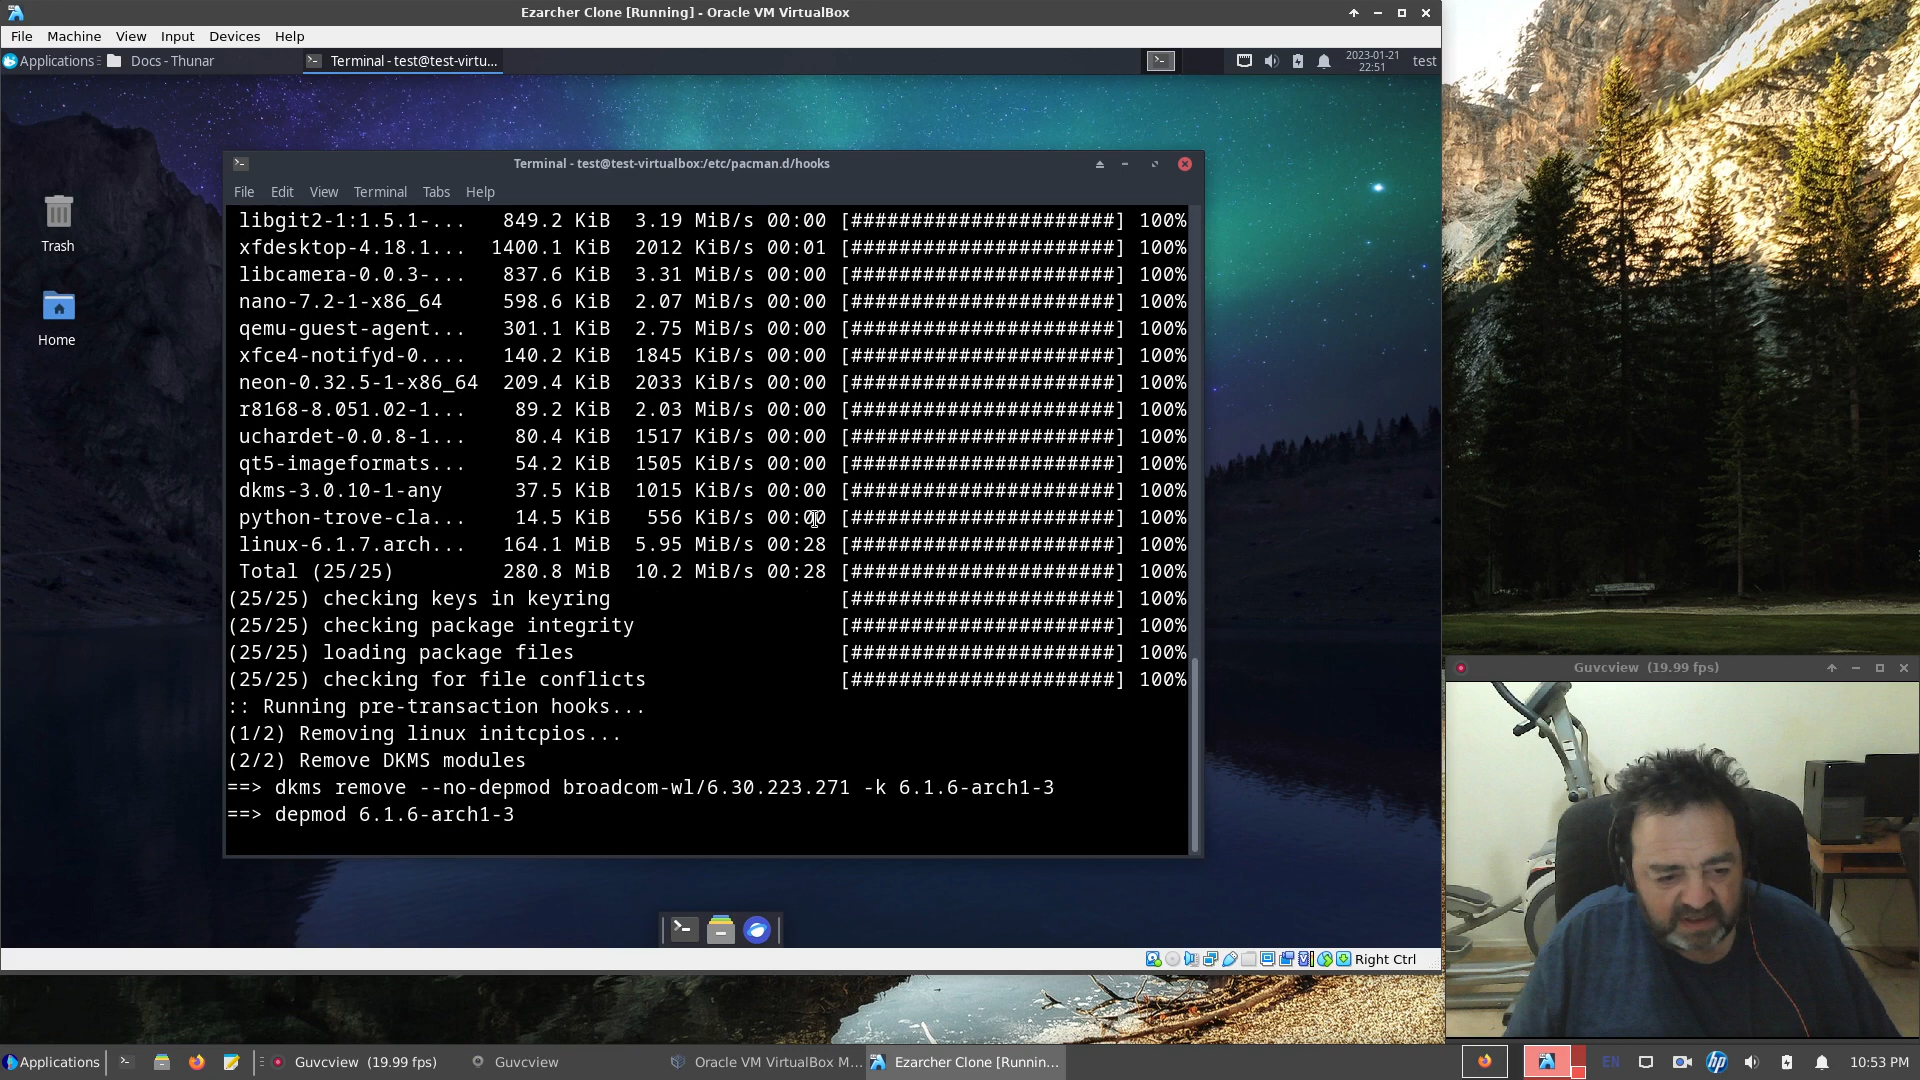 Ezarcher Clone [Running] - Oracle VM VirtualBox
File Machine View Input Devices Help
Applications Docs - Thunar Terminal - test@test-virtu... 2023-01-21 test
22:51
Trash
Home
Terminal - test@test-virtualbox:/etc/pacman.d/hooks
File Edit View Terminal Tabs Help
libgit2-1:1.5.1-... 849.2 KiB 3.19 MiB/s 00:00 [######################] 100%
xfdesktop-4.18.1... 1400.1 KiB 2012 KiB/s 00:01 [######################] 100%
libcamera-0.0.3-... 837.6 KiB 3.31 MiB/s 00:00 [######################] 100%
nano-7.2-1-x86_64 598.6 KiB 2.07 MiB/s 00:00 [######################] 100%
qemu-guest-agent... 301.1 KiB 2.75 MiB/s 00:00 [######################] 100%
xfce4-notifyd-0.... 140.2 KiB 1845 KiB/s 00:00 [######################] 100%
neon-0.32.5-1-x86_64 209.4 KiB 2033 KiB/s 00:00 [######################] 100%
r8168-8.051.02-1... 89.2 KiB 2.03 MiB/s 00:00 [######################] 100%
uchardet-0.0.8-1... 80.4 KiB 1517 KiB/s 00:00 [######################] 100%
qt5-imageformats... 54.2 KiB 1505 KiB/s 00:00 [######################] 100%
dkms-3.0.10-1-any 37.5 KiB 1015 KiB/s 00:00 [######################] 100%
python-trove-cla... 14.5 KiB 556 KiB/s 00:00 [######################] 100%
linux-6.1.7.arch... 164.1 MiB 5.95 MiB/s 00:28 [######################] 100%
Total (25/25) 280.8 MiB 10.2 MiB/s 00:28 [######################] 100%
(25/25) checking keys in keyring [######################] 100%
(25/25) checking package integrity [######################] 100%
(25/25) loading package files [######################] 100%
(25/25) checking for file conflicts [######################] 100%
:: Running pre-transaction hooks...
(1/2) Removing linux initcpios...
(2/2) Remove DKMS modules
==> dkms remove --no-depmod broadcom-wl/6.30.223.271 -k 6.1.6-arch1-3
==> depmod 6.1.6-arch1-3
Right Ctrl
Guvcview (19.99 fps)
Applications Guvcview (19.99 fps) Guvcview Oracle VM VirtualBox M... Ezarcher Clone [Runnin... EN hp 10:53 PM